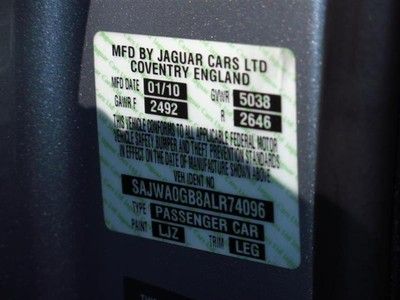 MFD BY JAGUAR CARS LTD
COVENTRY ENGLAND
MFD DATE 01/10 GVWR 5038
GAWR F 2492 R 2646
THIS VEHICLE CONFORMS TO ALL APPLICABLE FEDERAL MOTOR
VEHICLE SAFETY BUMPER AND THEFT PREVENTION STANDARDS
IN EFFECT ON THE DATE OF MANUFACTURE SHOWN ABOVE
VEH IDENT NO
SAJWA0GB8ALR74096
TYPE PASSENGER CAR
PAINT LJZ TRIM LEG